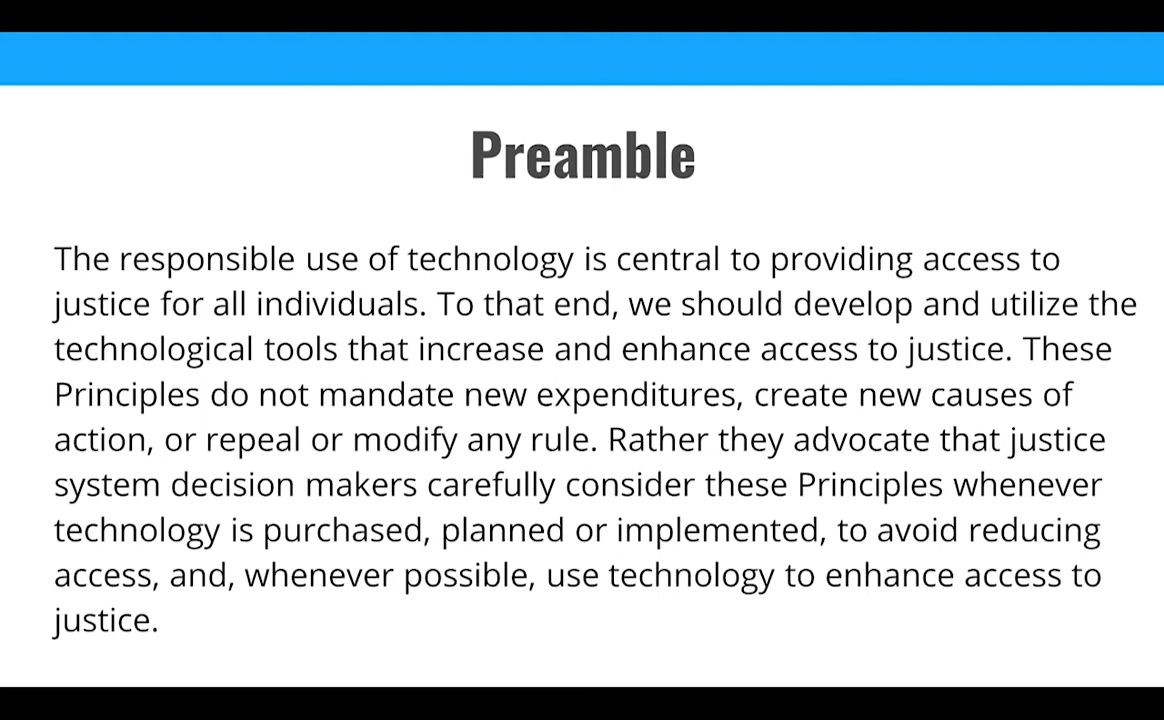 Preamble
The responsible use of technology is central to providing access to
justice for all individuals. To that end, we should develop and utilize the
technological tools that increase and enhance access to justice. These
Principles do not mandate new expenditures, create new causes of
action, or repeal or modify any rule. Rather they advocate that justice
system decision makers carefully consider these Principles whenever
technology is purchased, planned or implemented, to avoid reducing
access, and, whenever possible, use technology to enhance access to
justice.